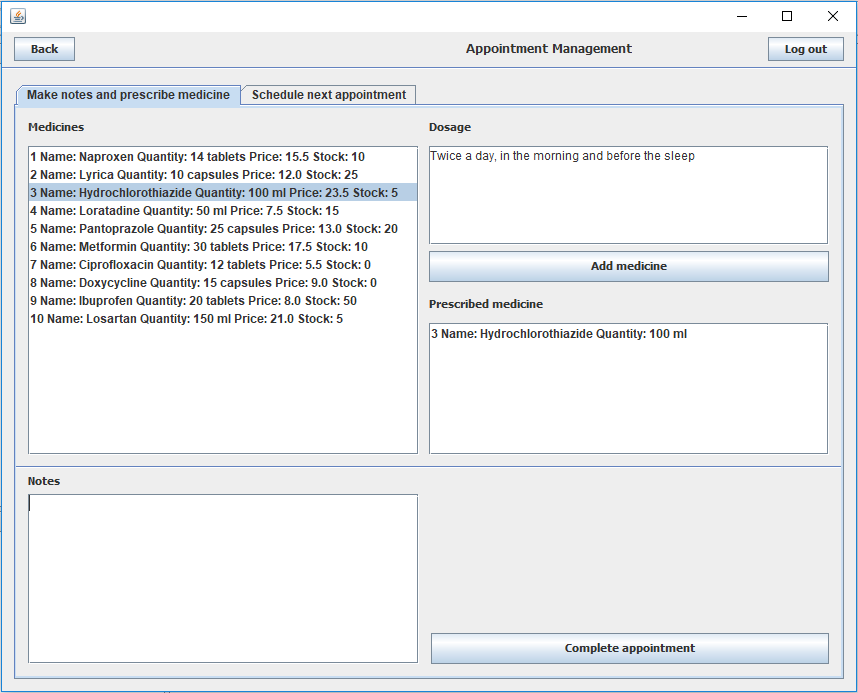 Back
Appointment Management
Log out
Make notes and prescribe medicine
Schedule next appointment
Medicines
1 Name: Naproxen Quantity: 14 tablets Price: 15.5 Stock: 10
2 Name: Lyrica Quantity: 10 capsules Price: 12.0 Stock: 25
3 Name: Hydrochlorothiazide Quantity: 100 ml Price: 23.5 Stock: 5
4 Name: Loratadine Quantity: 50 ml Price: 7.5 Stock: 15
5 Name: Pantoprazole Quantity: 25 capsules Price: 13.0 Stock: 20
6 Name: Metformin Quantity: 30 tablets Price: 17.5 Stock: 10
7 Name: Ciprofloxacin Quantity: 12 tablets Price: 5.5 Stock: 0
8 Name: Doxycycline Quantity: 15 capsules Price: 9.0 Stock: 0
9 Name: Ibuprofen Quantity: 20 tablets Price: 8.0 Stock: 50
10 Name: Losartan Quantity: 150 ml Price: 21.0 Stock: 5
Dosage
Twice a day, in the morning and before the sleep
Add medicine
Prescribed medicine
3 Name: Hydrochlorothiazide Quantity: 100 ml
Notes
Complete appointment